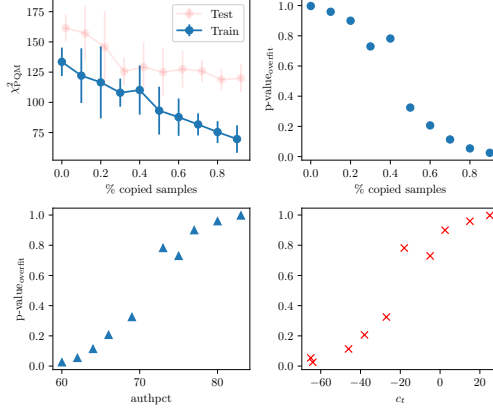 175
150
125
100
75
χ²PQM
Test
Train
0.0 0.2 0.4 0.6 0.8
% copied samples
1.0
0.8
0.6
0.4
0.2
0.0
p-valueoverfit
0.0 0.2 0.4 0.6 0.8
% copied samples
1.0
0.8
0.6
0.4
0.2
0.0
p-valueoverfit
60 70 80
authpct
1.0
0.8
0.6
0.4
0.2
0.0
−60 −40 −20 0 20
ct